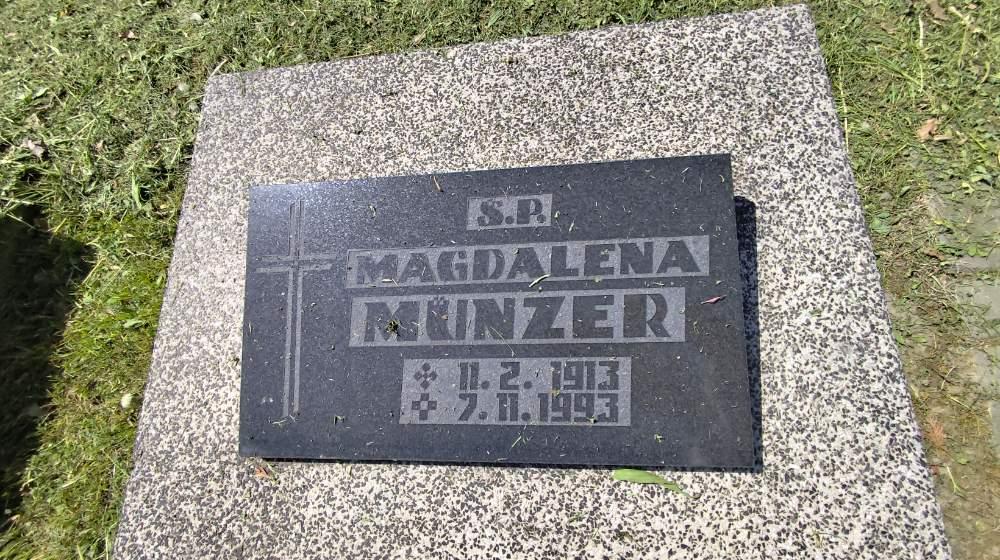 S.P.
MAGDALENA
MÜNZER
11. 2. 1913
7. 11. 1993